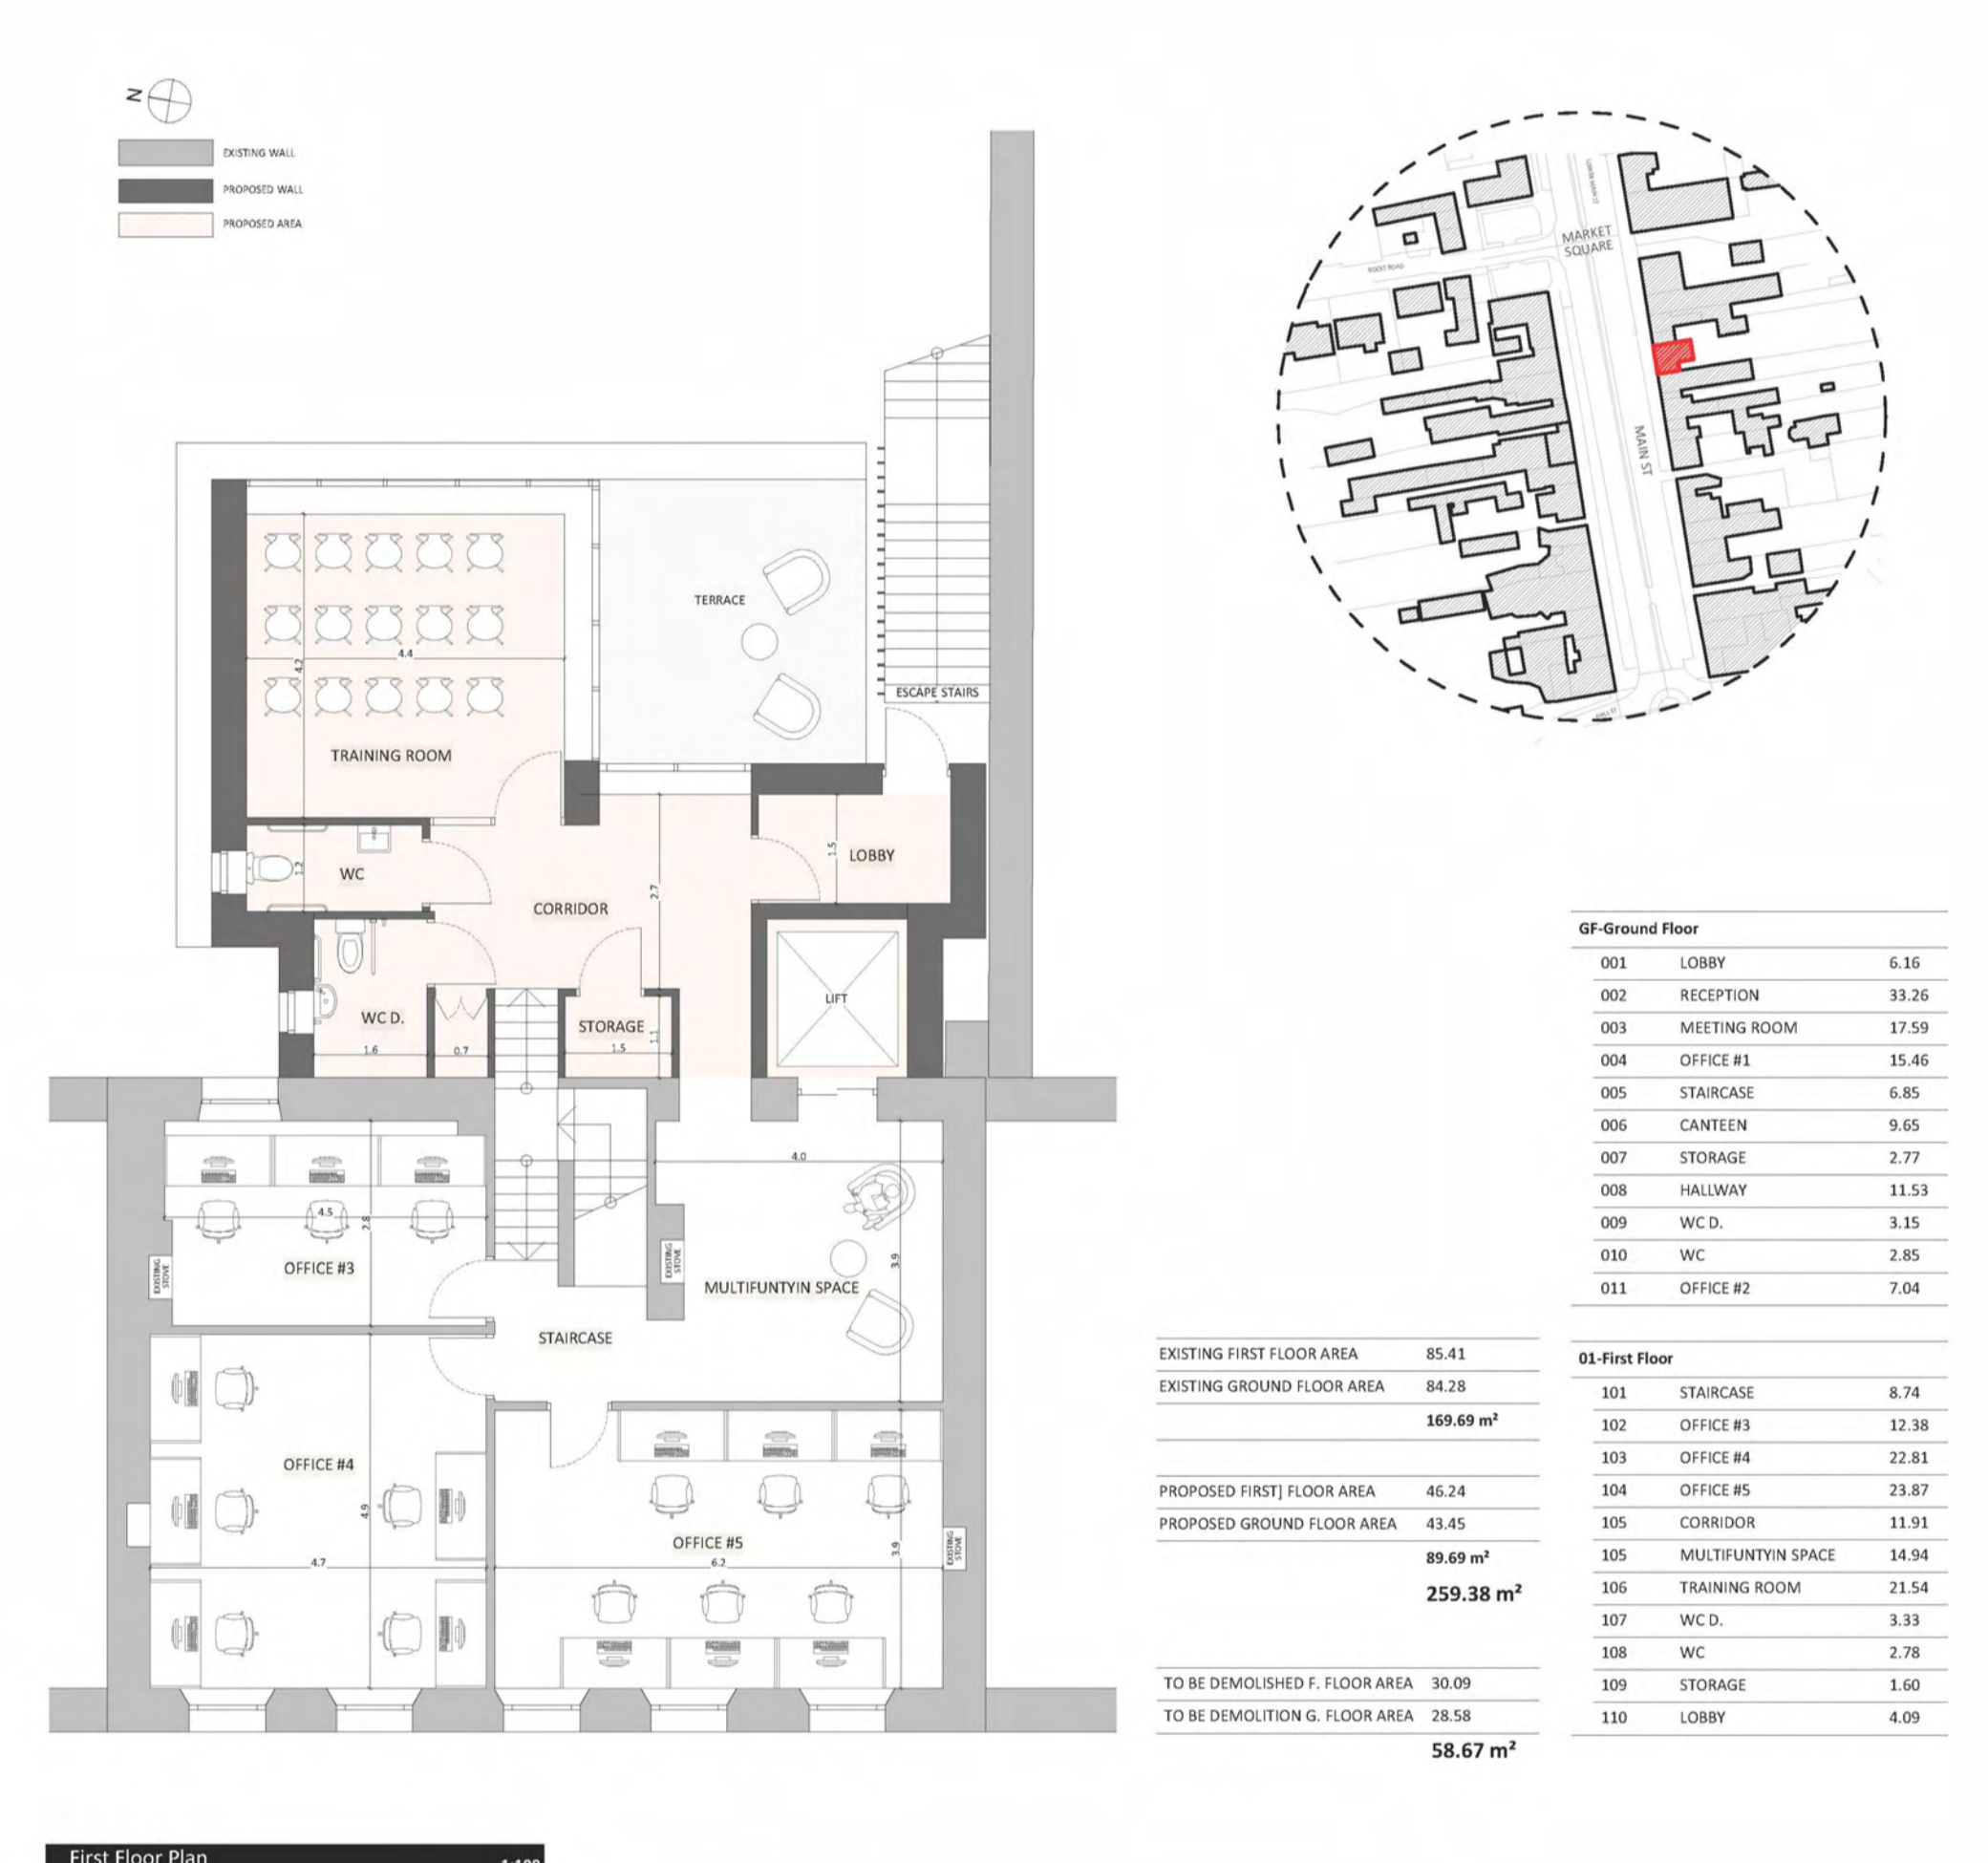 N
EXISTING WALL
PROPOSED WALL
PROPOSED AREA
MARKET
SQUARE
MAIN ST
TERRACE
ESCAPE STAIRS
4.2
4.4
TRAINING ROOM
1.2
WC
CORRIDOR
2.7
1.5
LOBBY
WC D.
1.6
0.7
STORAGE
1.1
1.5
LIFT
4.0
4.5
2.8
OFFICE #3
EXISTING
STOVE
EXISTING
STOVE
3.9
MULTIFUNTYIN SPACE
STAIRCASE
OFFICE #4
4.9
4.7
OFFICE #5
6.2
3.9
EXISTING
STOVE
GF-Ground Floor
001 LOBBY 6.16
002 RECEPTION 33.26
003 MEETING ROOM 17.59
004 OFFICE #1 15.46
005 STAIRCASE 6.85
006 CANTEEN 9.65
007 STORAGE 2.77
008 HALLWAY 11.53
009 WC D. 3.15
010 WC 2.85
011 OFFICE #2 7.04
EXISTING FIRST FLOOR AREA 85.41
EXISTING GROUND FLOOR AREA 84.28
169.69 m²
PROPOSED FIRST] FLOOR AREA 46.24
PROPOSED GROUND FLOOR AREA 43.45
89.69 m²
259.38 m²
TO BE DEMOLISHED F. FLOOR AREA 30.09
TO BE DEMOLITION G. FLOOR AREA 28.58
58.67 m²
01-First Floor
101 STAIRCASE 8.74
102 OFFICE #3 12.38
103 OFFICE #4 22.81
104 OFFICE #5 23.87
105 CORRIDOR 11.91
105 MULTIFUNTYIN SPACE 14.94
106 TRAINING ROOM 21.54
107 WC D. 3.33
108 WC 2.78
109 STORAGE 1.60
110 LOBBY 4.09
First Floor Plan 1:100